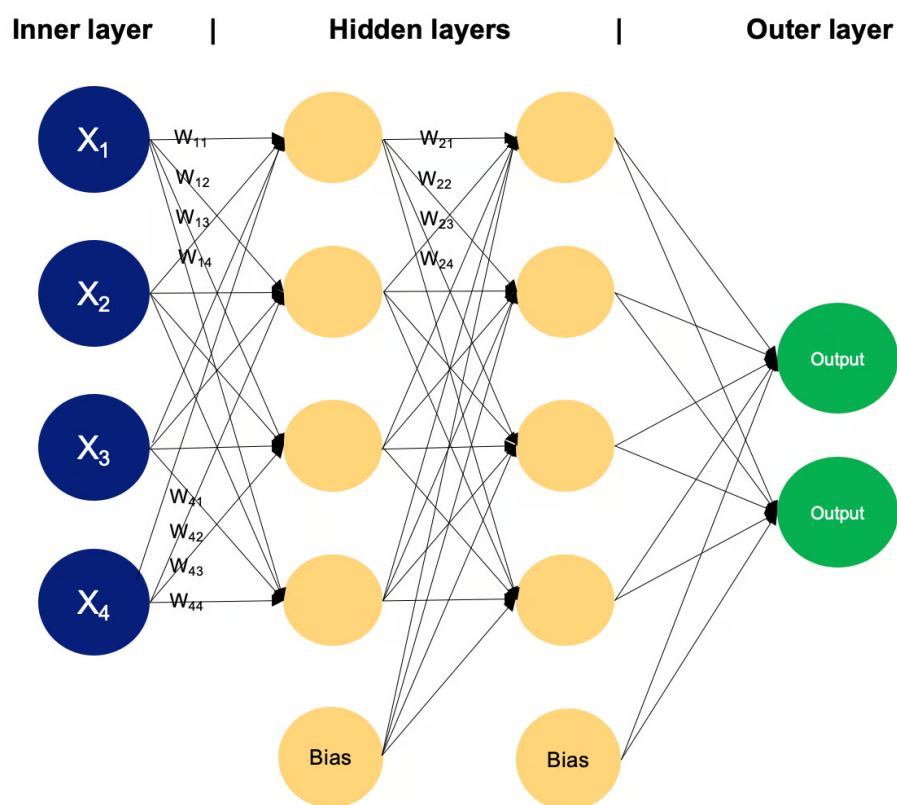 Inner layer | Hidden layers | Outer layer
X₁
W₁₁
W₂₁
W₁₂
W₂₂
W₁₃
W₂₃
W₁₄
W₂₄
X₂
Output
X₃
W₄₁
Output
W₄₂
W₄₃
X₄
W₄₄
Bias
Bias